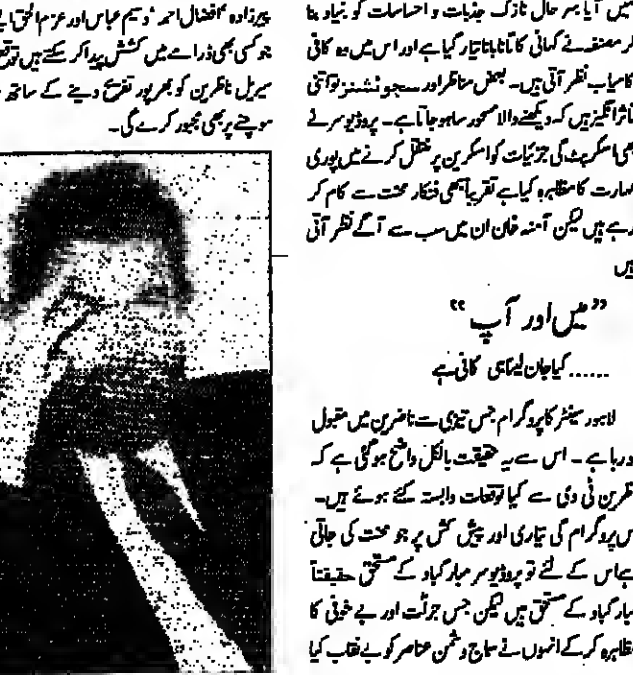 میں آیا بہر حال نازک جذبات و احساسات کو بنیاد بنا
کر مصنفہ نے کہانی کا تانا بانا تیار کیا ہے اور اس میں وہ کافی
کامیاب نظر آتی ہیں۔ بعض مناظر اور سچوئشنز تو اتنی
تاثر انگیز ہیں کہ دیکھنے والا مسحور سا ہو جاتا ہے۔ پروڈیوسر نے
بھی اسکرپٹ کی جزئیات کو اسکرین پر منتقل کرنے میں پوری
مہارت کا مظاہرہ کیا ہے تقریباً سبھی فنکار محنت سے کام کر
رہے ہیں لیکن آمنہ خان ان میں سب سے آگے نظر آتی
ہیں
”میں اور آپ“
......کیا جان لینا ہی کافی ہے
لاہور سینٹر کا پروگرام جس تیزی سے ناضرین میں مقبول
ہو رہا ہے۔ اس سے یہ حقیقت بالکل واضح ہو گئی ہے کہ
ناظرین ٹی وی سے کیا توقعات وابستہ کئے ہوئے ہیں۔
اس پروگرام کی تیاری اور پیش کش پر جو محنت کی جاتی
ہے اس کے لئے تو پروڈیوسر مبارکباد کے مستحق حقیقتاً
مبارکباد کے مستحق ہیں لیکن جس جرأت اور بے خوفی کا
مظاہرہ کر کے انہوں نے سماج دشمن عناصر کو بے نقاب کیا
پیرزادہ ’افضال احمد‘ وسیم عباس اور عزم الحق
جو کسی بھی ڈرامے میں کشش پیدا کر سکتے ہیں توقع
سیریل ناظرین کو بھرپور تفریح دینے کے ساتھ
سوچنے پر بھی مجبور کرے گی۔